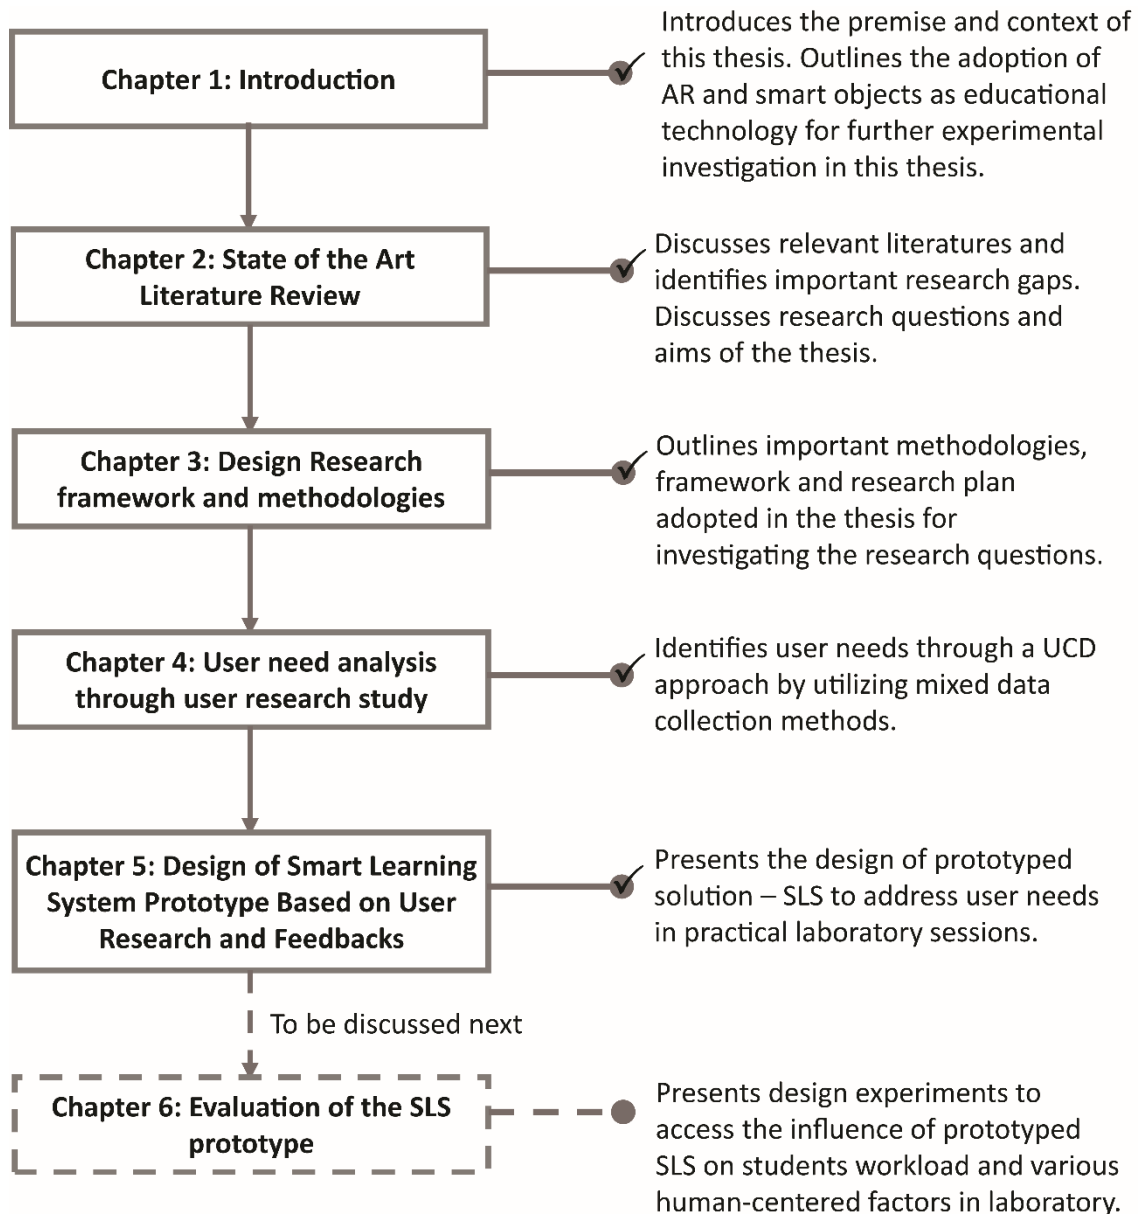 Chapter 1: Introduction
Introduces the premise and context of
this thesis. Outlines the adoption of
AR and smart objects as educational
technology for further experimental
investigation in this thesis.
Chapter 2: State of the Art
Literature Review
Discusses relevant literatures and
identifies important research gaps.
Discusses research questions and
aims of the thesis.
Chapter 3: Design Research
framework and methodologies
Outlines important methodologies,
framework and research plan
adopted in the thesis for
investigating the research questions.
Chapter 4: User need analysis
through user research study
Identifies user needs through a UCD
approach by utilizing mixed data
collection methods.
Chapter 5: Design of Smart Learning
System Prototype Based on User
Research and Feedbacks
Presents the design of prototyped
solution – SLS to address user needs
in practical laboratory sessions.
To be discussed next
Chapter 6: Evaluation of the SLS
prototype
Presents design experiments to
access the influence of prototyped
SLS on students workload and various
human-centered factors in laboratory.